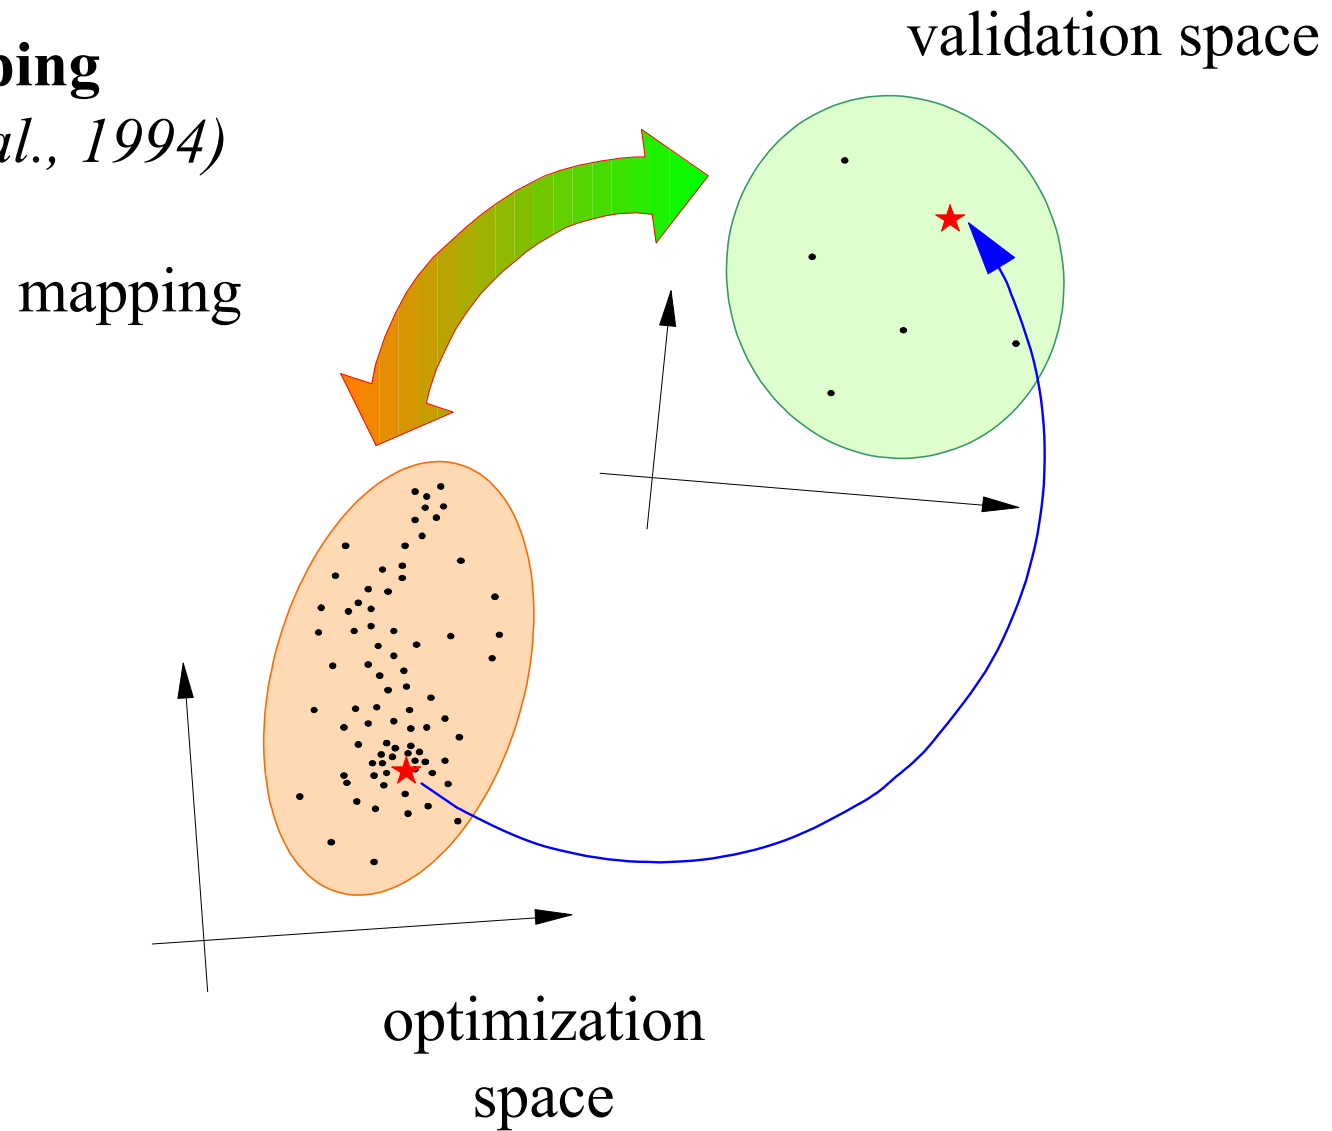 validation space
ping
al., 1994)
mapping
optimization
space